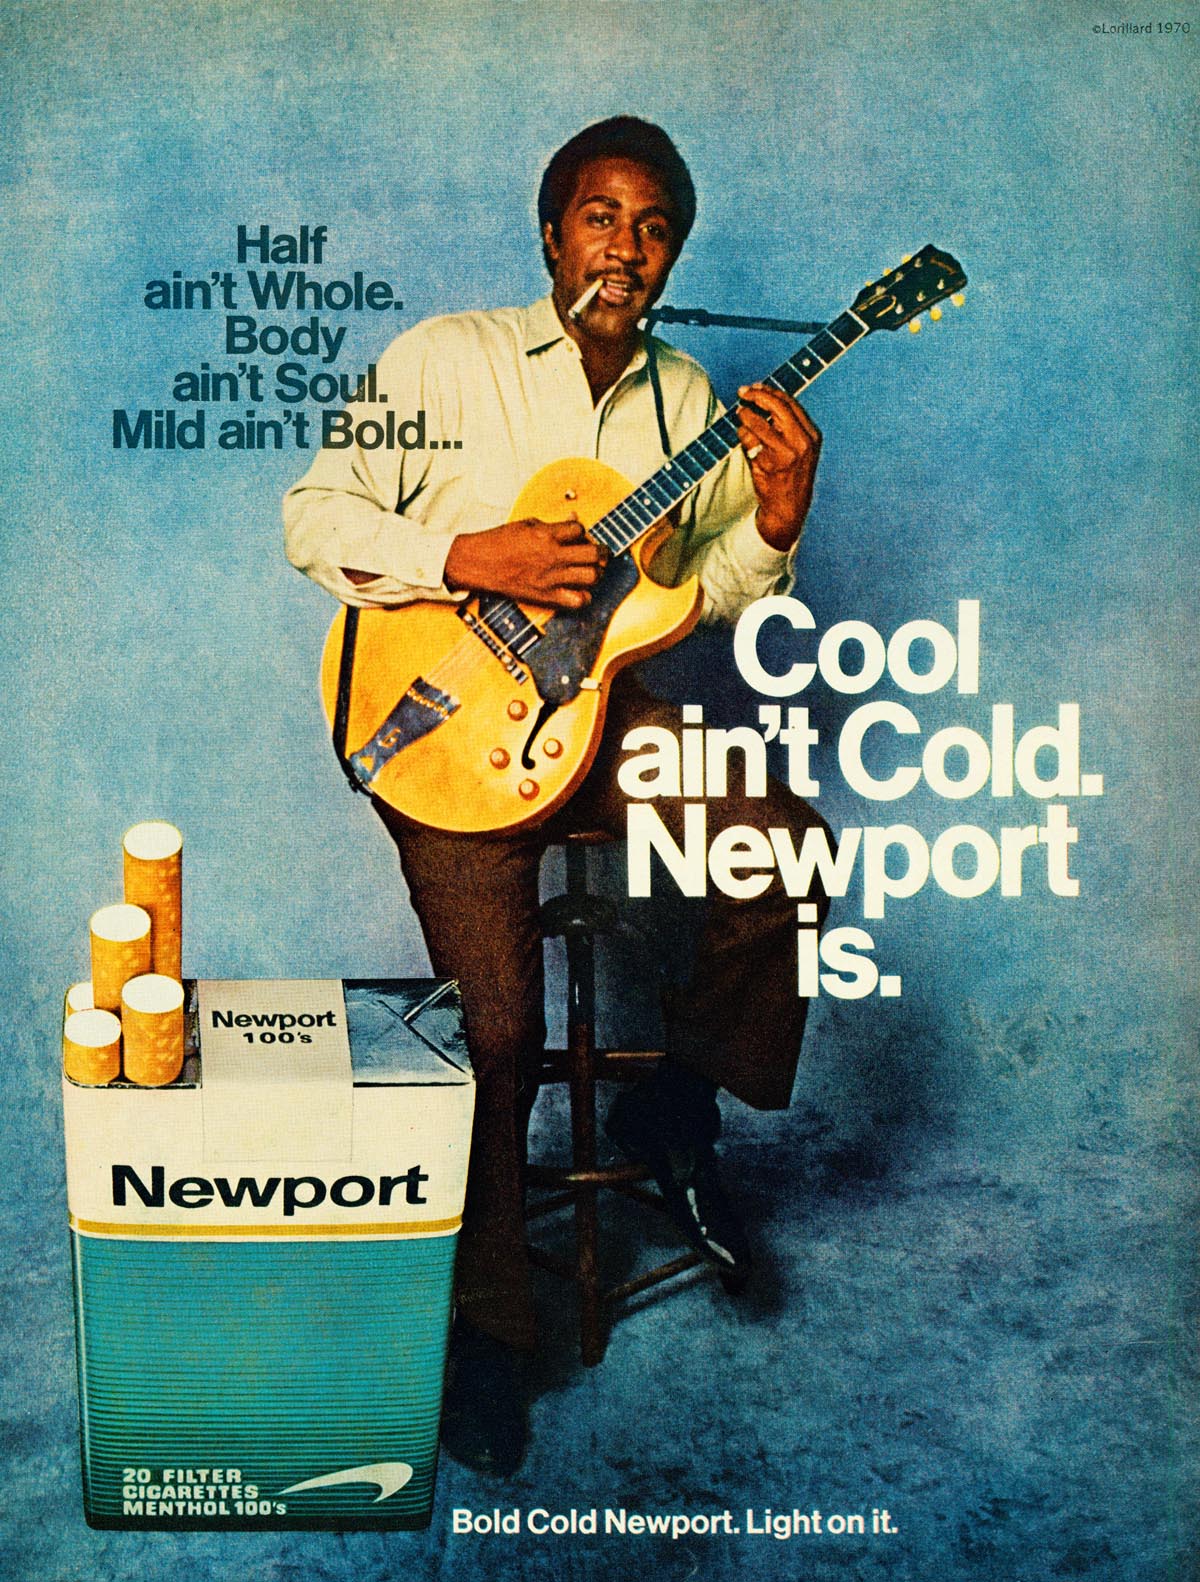 ©Lorillard 1970
Half
ain't Whole.
Body
ain't Soul.
Mild ain't Bold...
Cool
ain't Cold.
Newport
is.
Newport
100's
Newport
20 FILTER
CIGARETTES
MENTHOL 100's
Bold Cold Newport. Light on it.